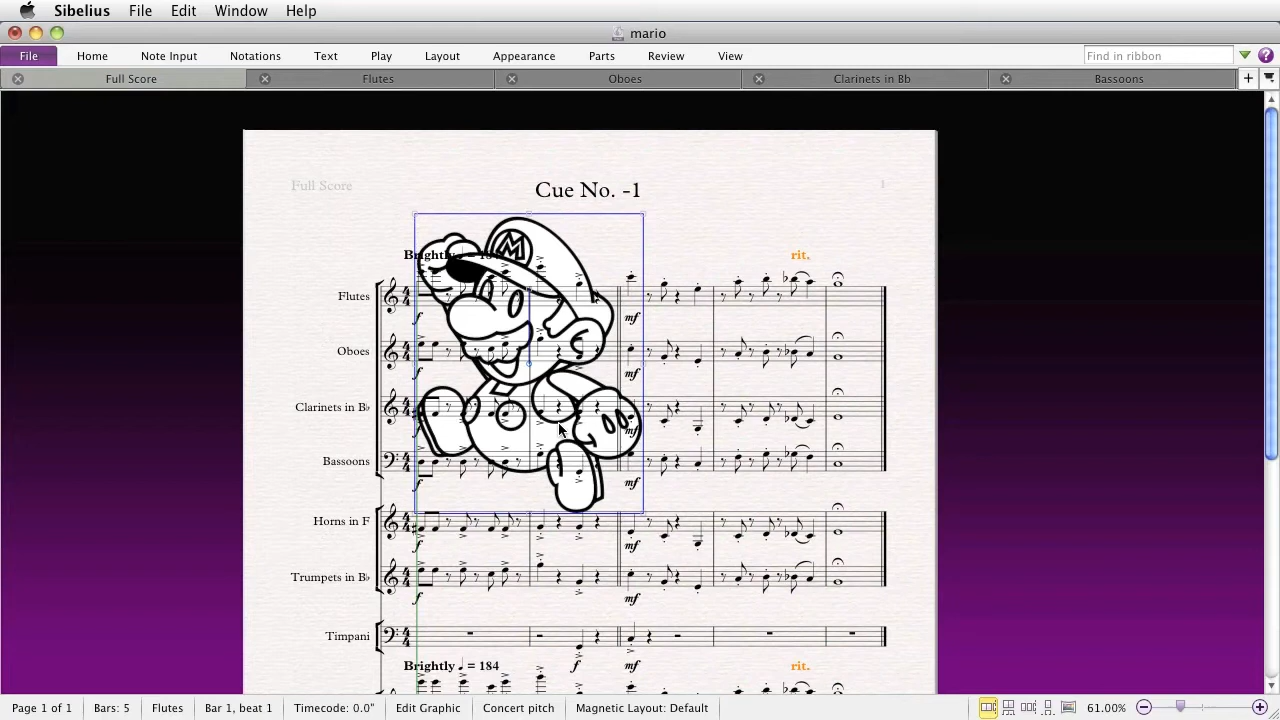 Sibelius File Edit Window Help
mario
File Home Note Input Notations Text Play Layout Appearance Parts Review View Find in ribbon ?
Full Score Flutes Oboes Clarinets in Bb Bassoons +
Full Score Cue No. -1 1
M
Brightly rit.
Flutes
f mf
Oboes
f mf
Clarinets in B♭
f mf
Bassoons
f mf
Horns in F
f mf
Trumpets in B♭
f mf
Timpani
Brightly ♩ = 184 f mf rit.
Page 1 of 1 Bars: 5 Flutes Bar 1, beat 1 Timecode: 0.0" Edit Graphic Concert pitch Magnetic Layout: Default 61.00%